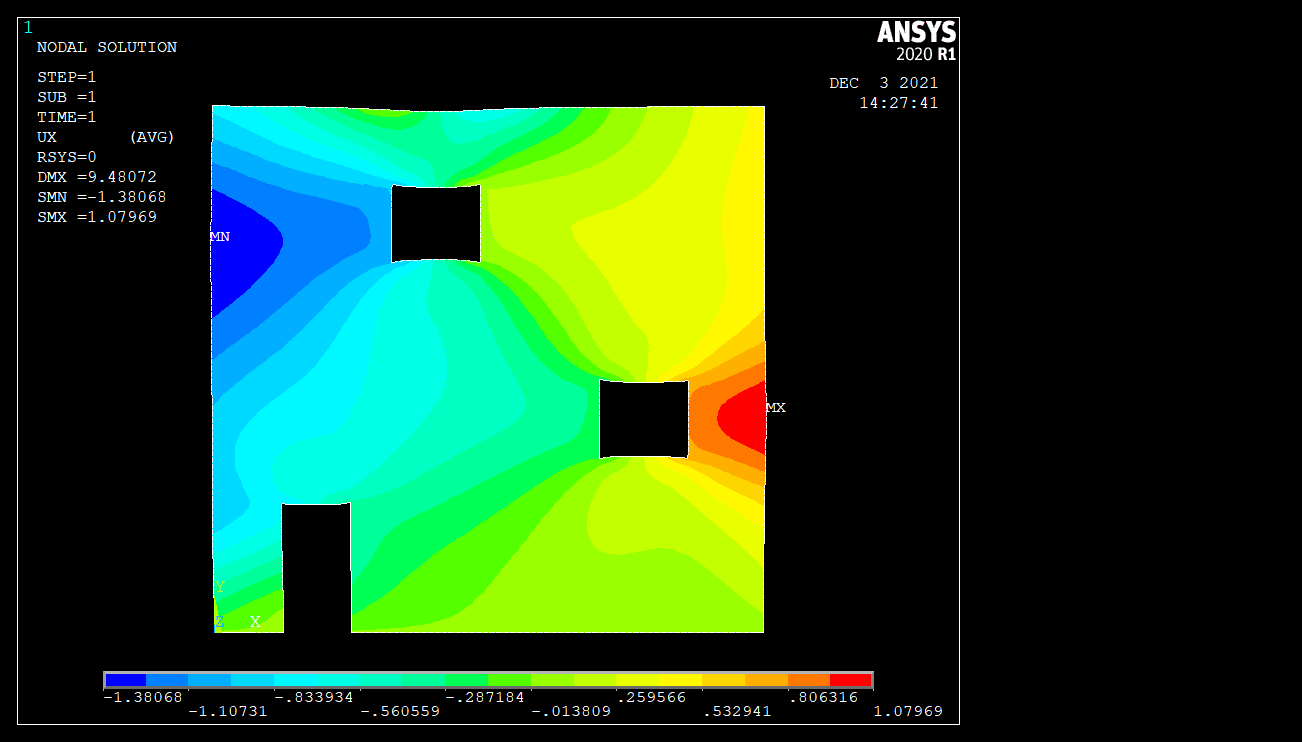 1
NODAL SOLUTION
STEP=1
SUB =1
TIME=1
UX (AVG)
RSYS=0
DMX =9.48072
SMN =-1.38068
SMX =1.07969
ANSYS
2020 R1
DEC 3 2021
14:27:41
MN
MX
Y
Z X
-1.38068 -.833934 -.287184 .259566 .806316
-1.10731 -.560559 -.013809 .532941 1.07969